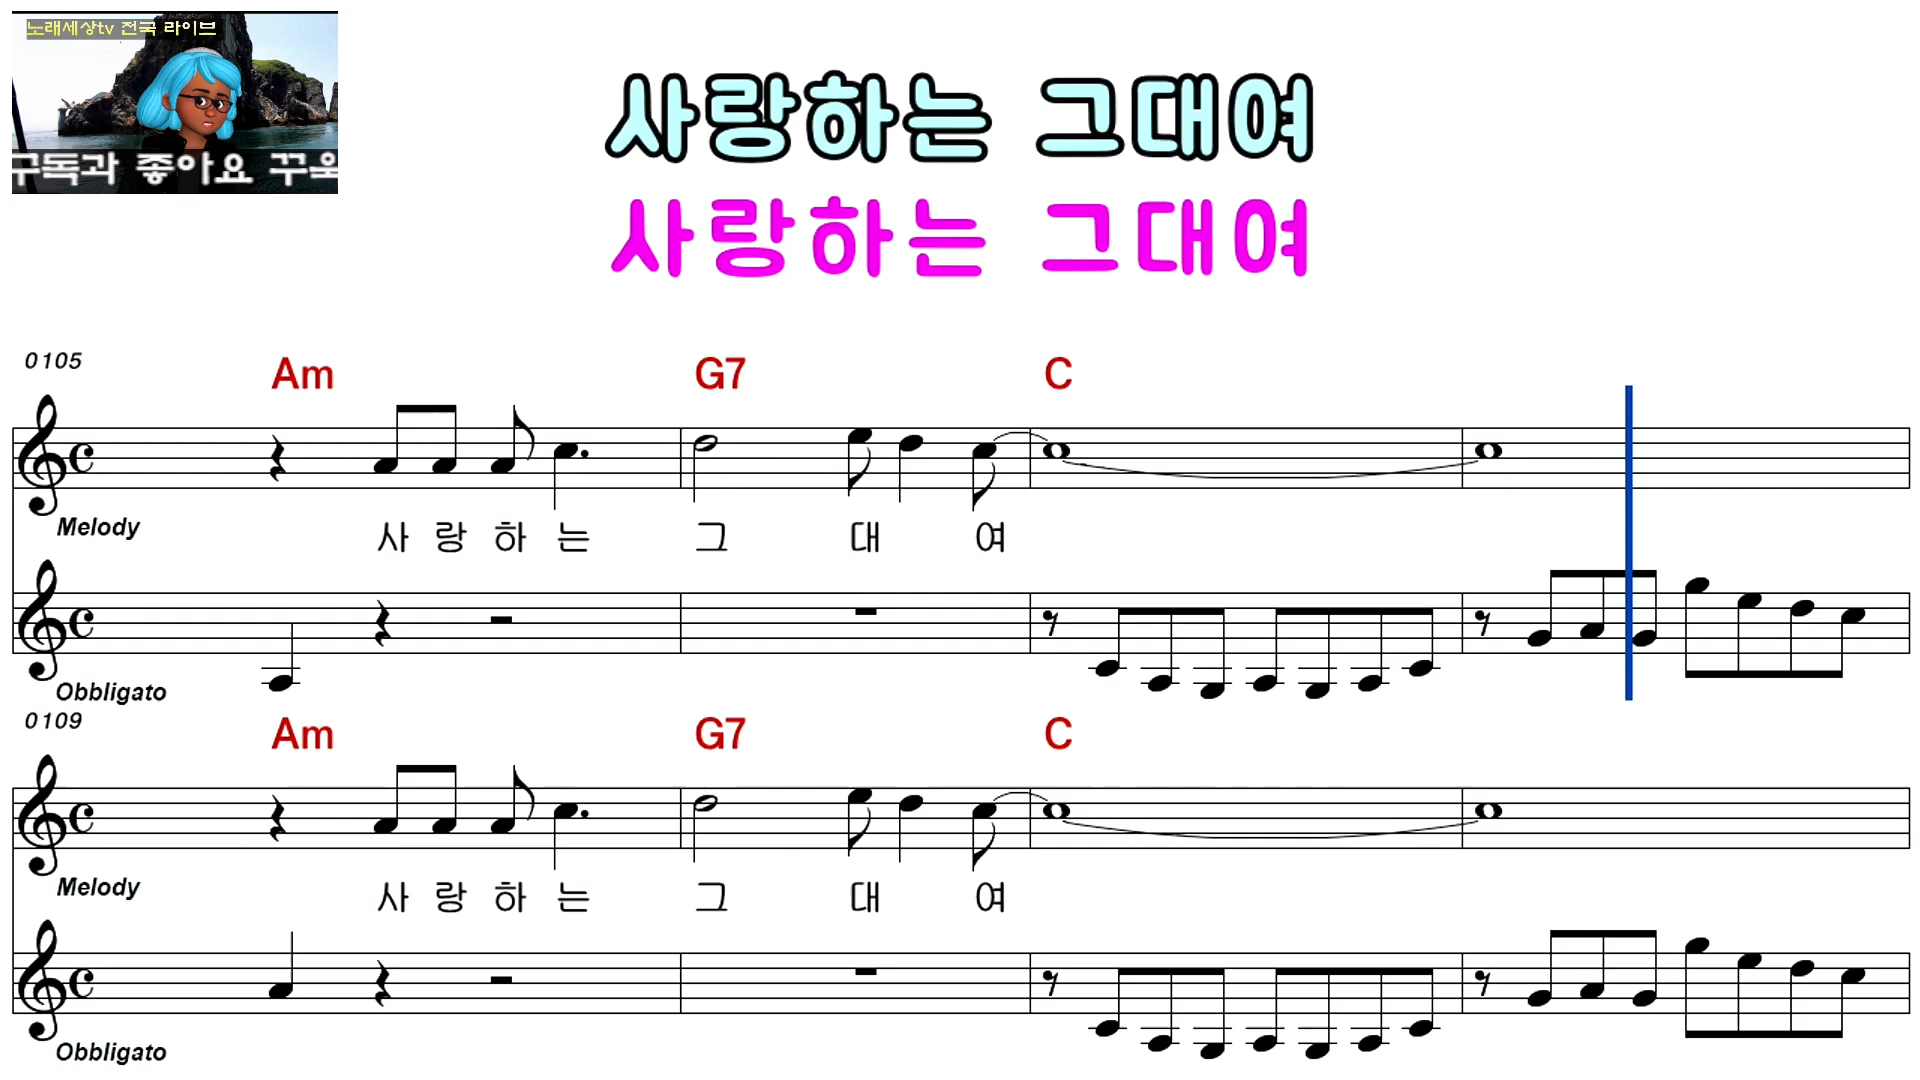 노래세상tv 전국 라이브
구독과 좋아요 꾸욱
사랑하는 그대여
사랑하는 그대여
0105
Am G7 C
Melody
사 랑 하 는 그 대 여
Obbligato
0109
Am G7 C
Melody
사 랑 하 는 그 대 여
Obbligato